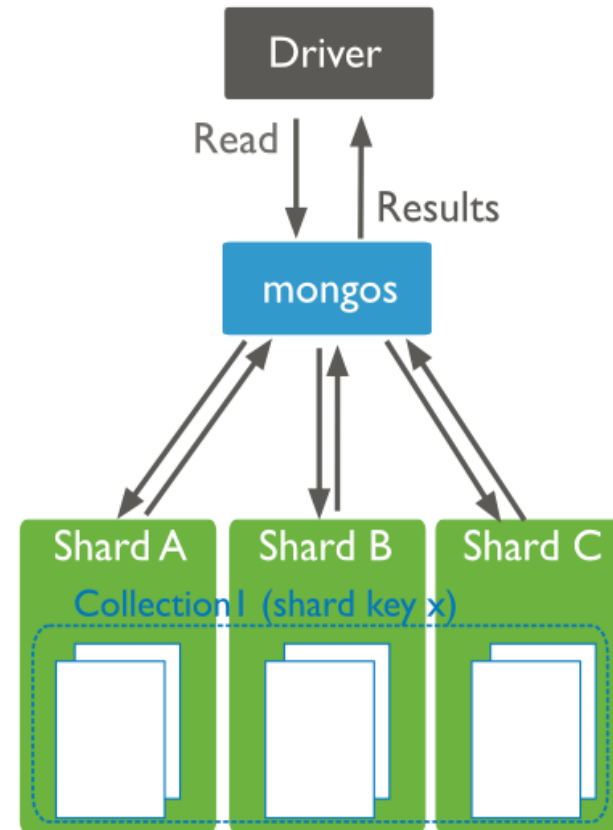 Driver
Read
Results
mongos
Shard A
Shard B
Shard C
Collection1 (shard key x)